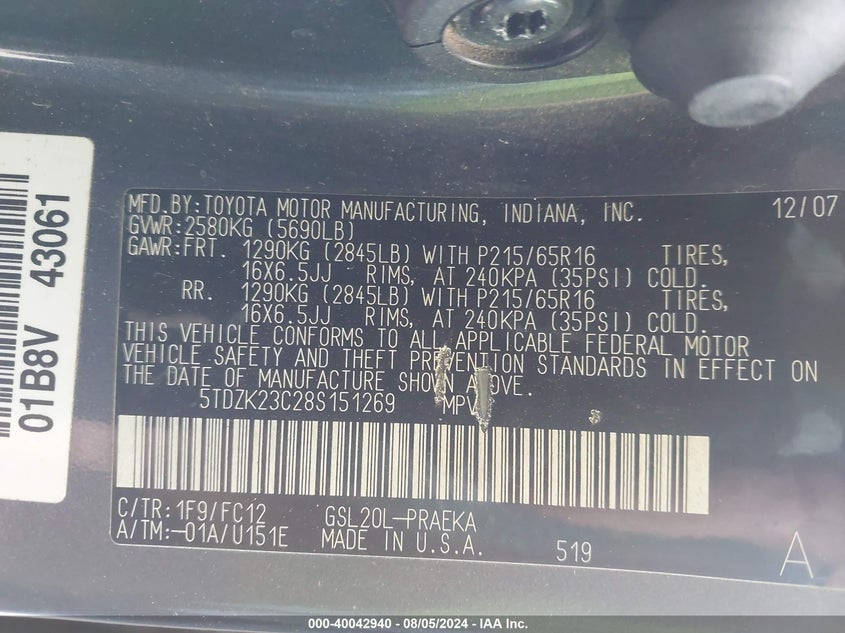 01B8V 43061
MFD.BY:TOYOTA MOTOR MANUFACTURING, INDIANA, INC. 12/07
GVWR:2580KG (5690LB)
GAWR:FRT. 1290KG (2845LB) WITH P215/65R16 TIRES,
16X6.5JJ RIMS, AT 240KPA (35PSI) COLD.
RR. 1290KG (2845LB) WITH P215/65R16 TIRES,
16X6.5JJ RIMS, AT 240KPA (35PSI) COLD.
THIS VEHICLE CONFORMS TO ALL APPLICABLE FEDERAL MOTOR
VEHICLE SAFETY AND THEFT PREVENTION STANDARDS IN EFFECT ON
THE DATE OF MANUFACTURE SHOWN ABOVE.
5TDZK23C28S151269 MPV
C/TR:1F9/FC12 GSL20L-PRAEKA
A/TM:-01A/U151E MADE IN U.S.A. 519 A
000-40042940 - 08/05/2024 - IAA Inc.